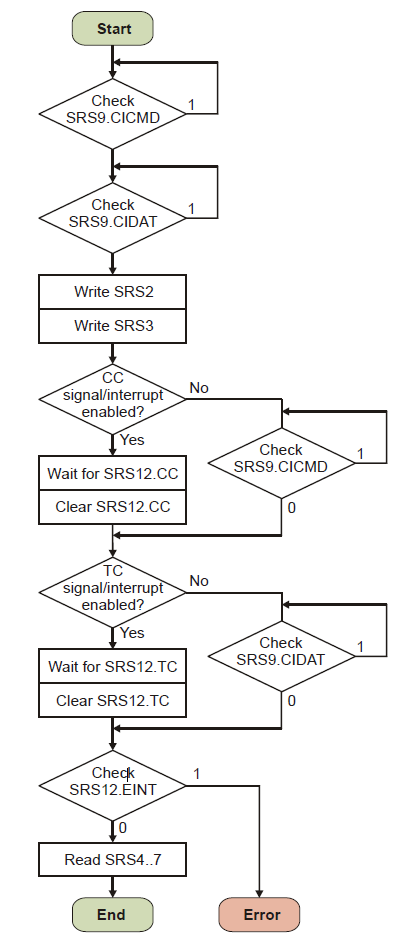 Start
Check
SRS9.CICMD
1
Check
SRS9.CIDAT
1
Write SRS2
Write SRS3
CC
signal/interrupt
enabled?
No
Yes
Check
SRS9.CICMD
1
0
Wait for SRS12.CC
Clear SRS12.CC
TC
signal/interrupt
enabled?
No
Yes
Check
SRS9.CIDAT
1
0
Wait for SRS12.TC
Clear SRS12.TC
Check
SRS12.EINT
1
0
Read SRS4..7
End
Error